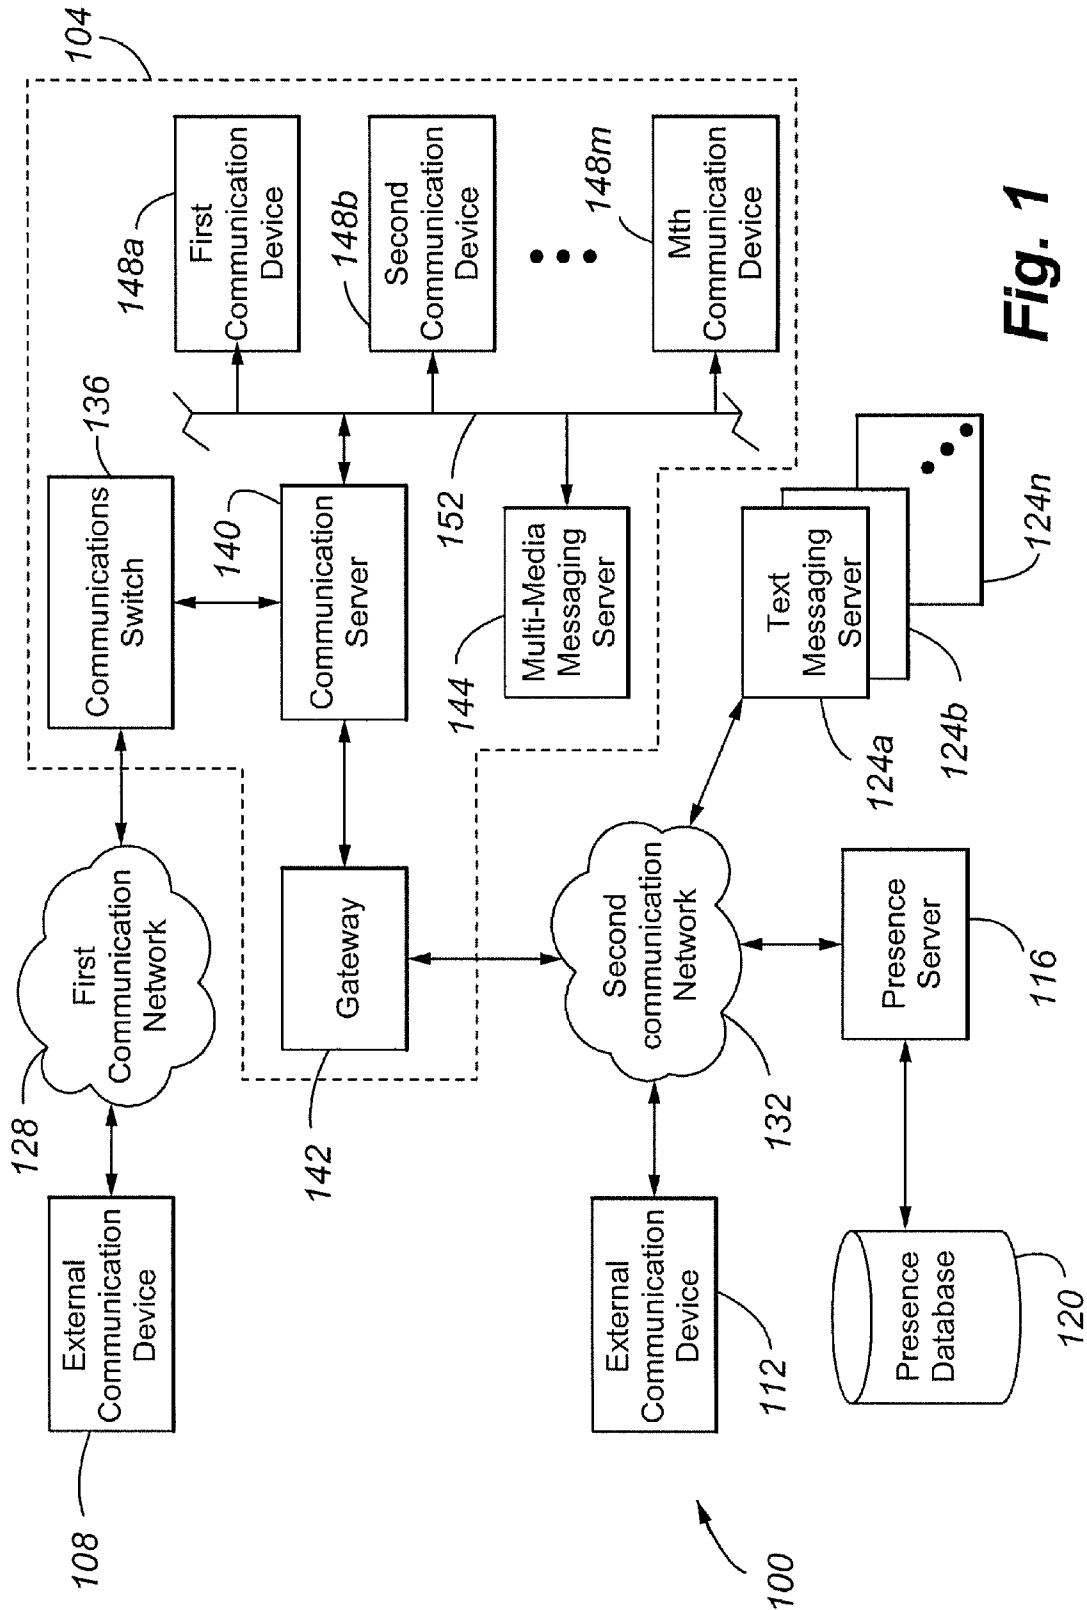 104
148a
First
Communication
Device
136
Communications
Switch
128
First
Communication
Network
108
External
Communication
Device
148b
Second
Communication
Device
140
Communication
Server
142
Gateway
152
144
Multi-Media
Messaging
Server
148m
Mth
Communication
Device
132
Second
communication
Network
112
External
Communication
Device
124a
Text
Messaging
Server
124b
124n
116
Presence
Server
120
Presence
Database
100
Fig. 1